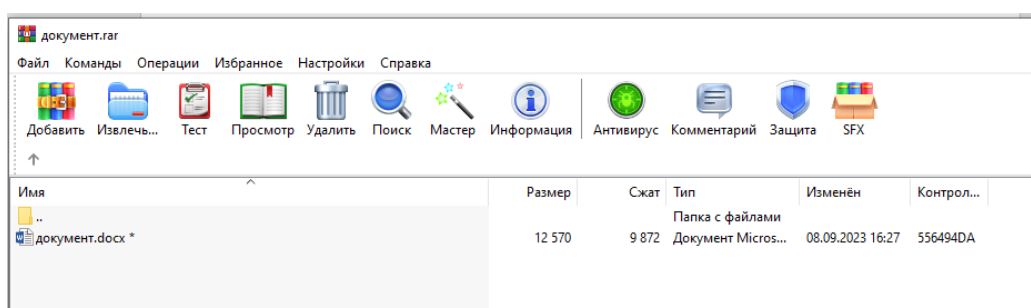 документ.rar
Файл Команды Операции Избранное Настройки Справка
Добавить Извлечь... Тест Просмотр Удалить Поиск Мастер Информация Антивирус Комментарий Защита SFX
Имя Размер Сжат Тип Изменён Контрол...
.. Папка с файлами
документ.docx * 12 570 9 872 Документ Micros... 08.09.2023 16:27 556494DA